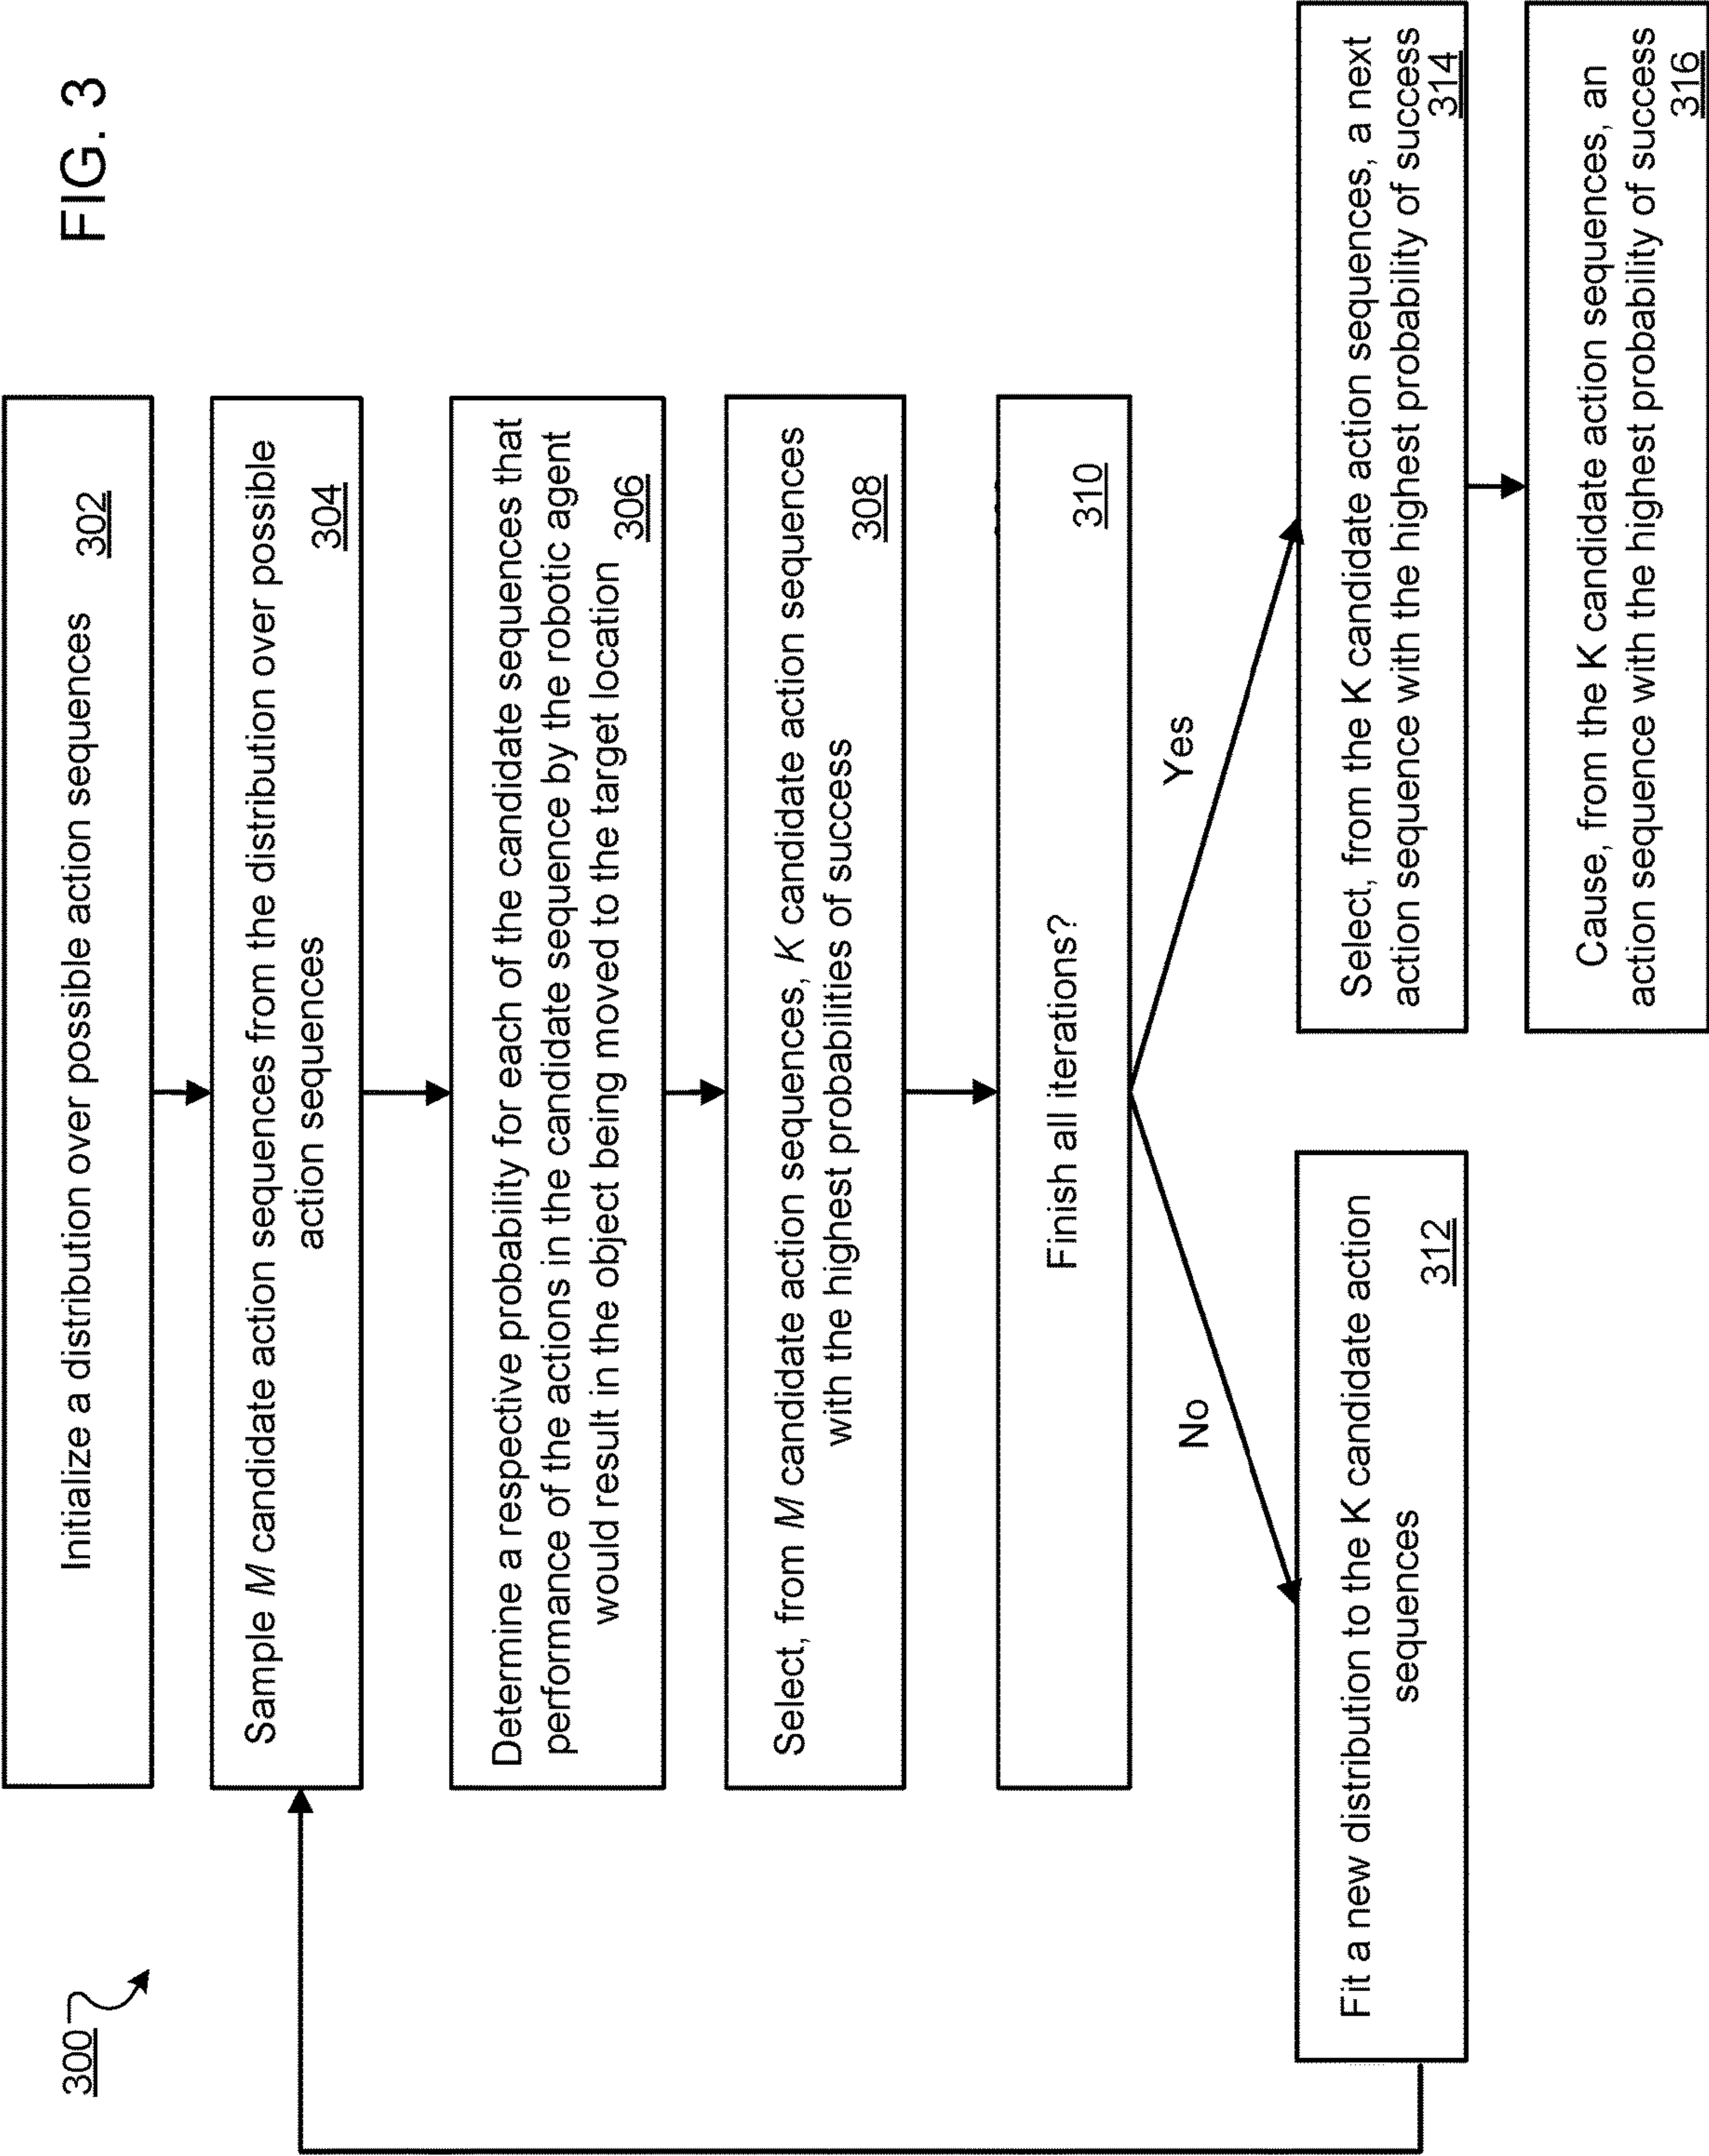 FIG. 3
300
Initialize a distribution over possible action sequences
302
Sample M candidate action sequences from the distribution over possible
action sequences
304
Determine a respective probability for each of the candidate sequences that
performance of the actions in the candidate sequence by the robotic agent
would result in the object being moved to the target location
306
Select, from M candidate action sequences, K candidate action sequences
with the highest probabilities of success
308
Finish all iterations?
310
No
Yes
Fit a new distribution to the K candidate action
sequences
312
Select, from the K candidate action sequences, a next
action sequence with the highest probability of success
314
Cause, from the K candidate action sequences, an
action sequence with the highest probability of success
316